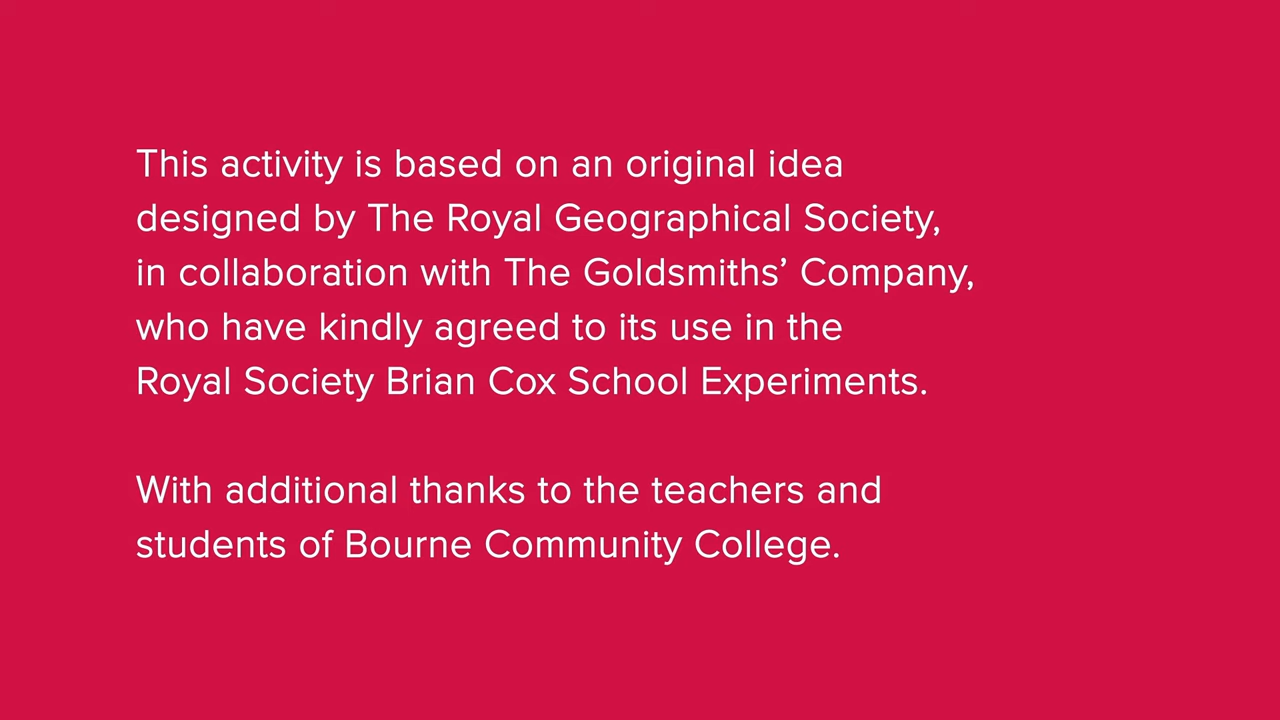 This activity is based on an original idea
designed by The Royal Geographical Society,
in collaboration with The Goldsmiths’ Company,
who have kindly agreed to its use in the
Royal Society Brian Cox School Experiments.
With additional thanks to the teachers and
students of Bourne Community College.